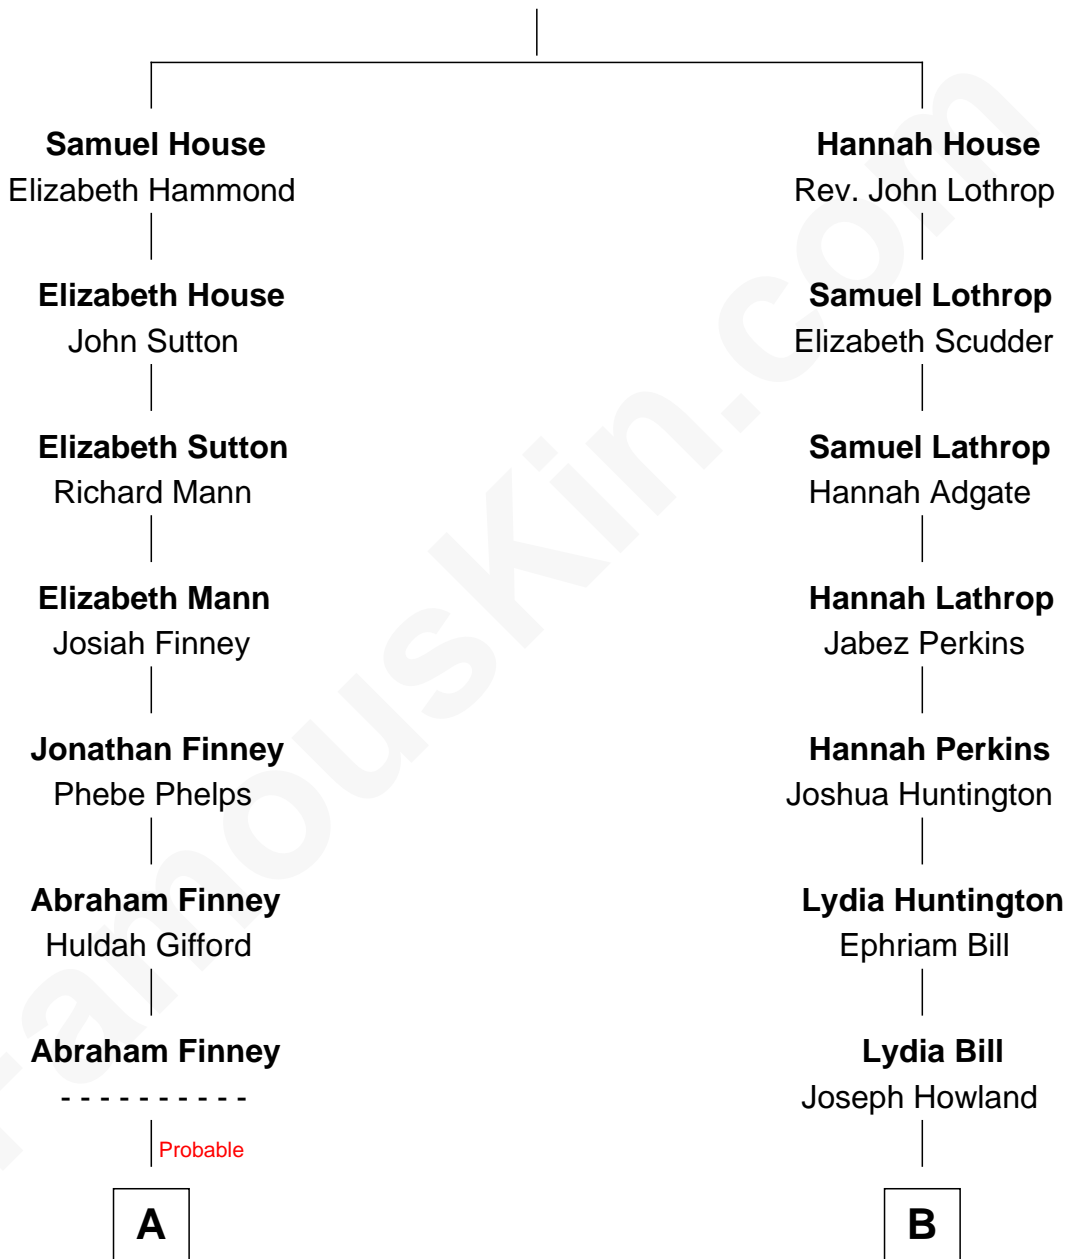 Samuel House
Elizabeth Hammond
Elizabeth House
John Sutton
Elizabeth Sutton
Richard Mann
Elizabeth Mann
Josiah Finney
Jonathan Finney
Phebe Phelps
Abraham Finney
Huldah Gifford
Abraham Finney
- - - - - - - - - -
Probable
A
Hannah House
Rev. John Lothrop
Samuel Lothrop
Elizabeth Scudder
Samuel Lathrop
Hannah Adgate
Hannah Lathrop
Jabez Perkins
Hannah Perkins
Joshua Huntington
Lydia Huntington
Ephriam Bill
Lydia Bill
Joseph Howland
B
FamousKin.com